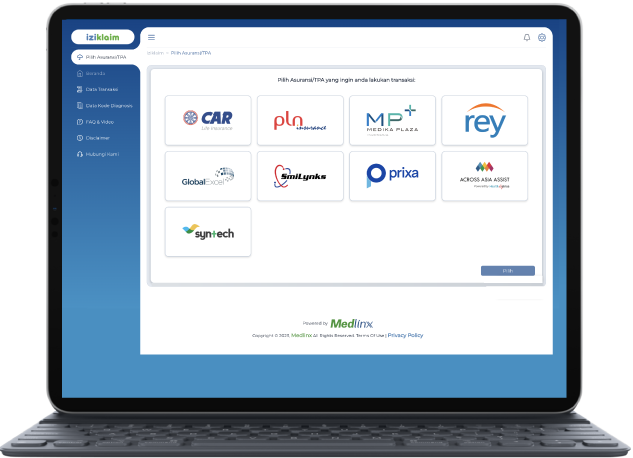 iziklaim
Pilih Asuransi/TPA
Beranda
Data Transaksi
Data Kode Diagnosis
FAQ & Video
Disclaimer
Hubungi Kami
iziklaim > Pilih Asuransi/TPA
Pilih Asuransi/TPA yang ingin anda lakukan transaksi:
CAR
Life Insurance
pln
insurance
MP+
MEDIKA PLAZA
rey
GlobalExcel
SmiLynks
prixa
ACROSS ASIA ASSIST
Powered by
syntech
Pilih
Powered by Medlinx
Copyright © 2023. Medlinx All Rights Reserved. Terms Of Use | Privacy Policy